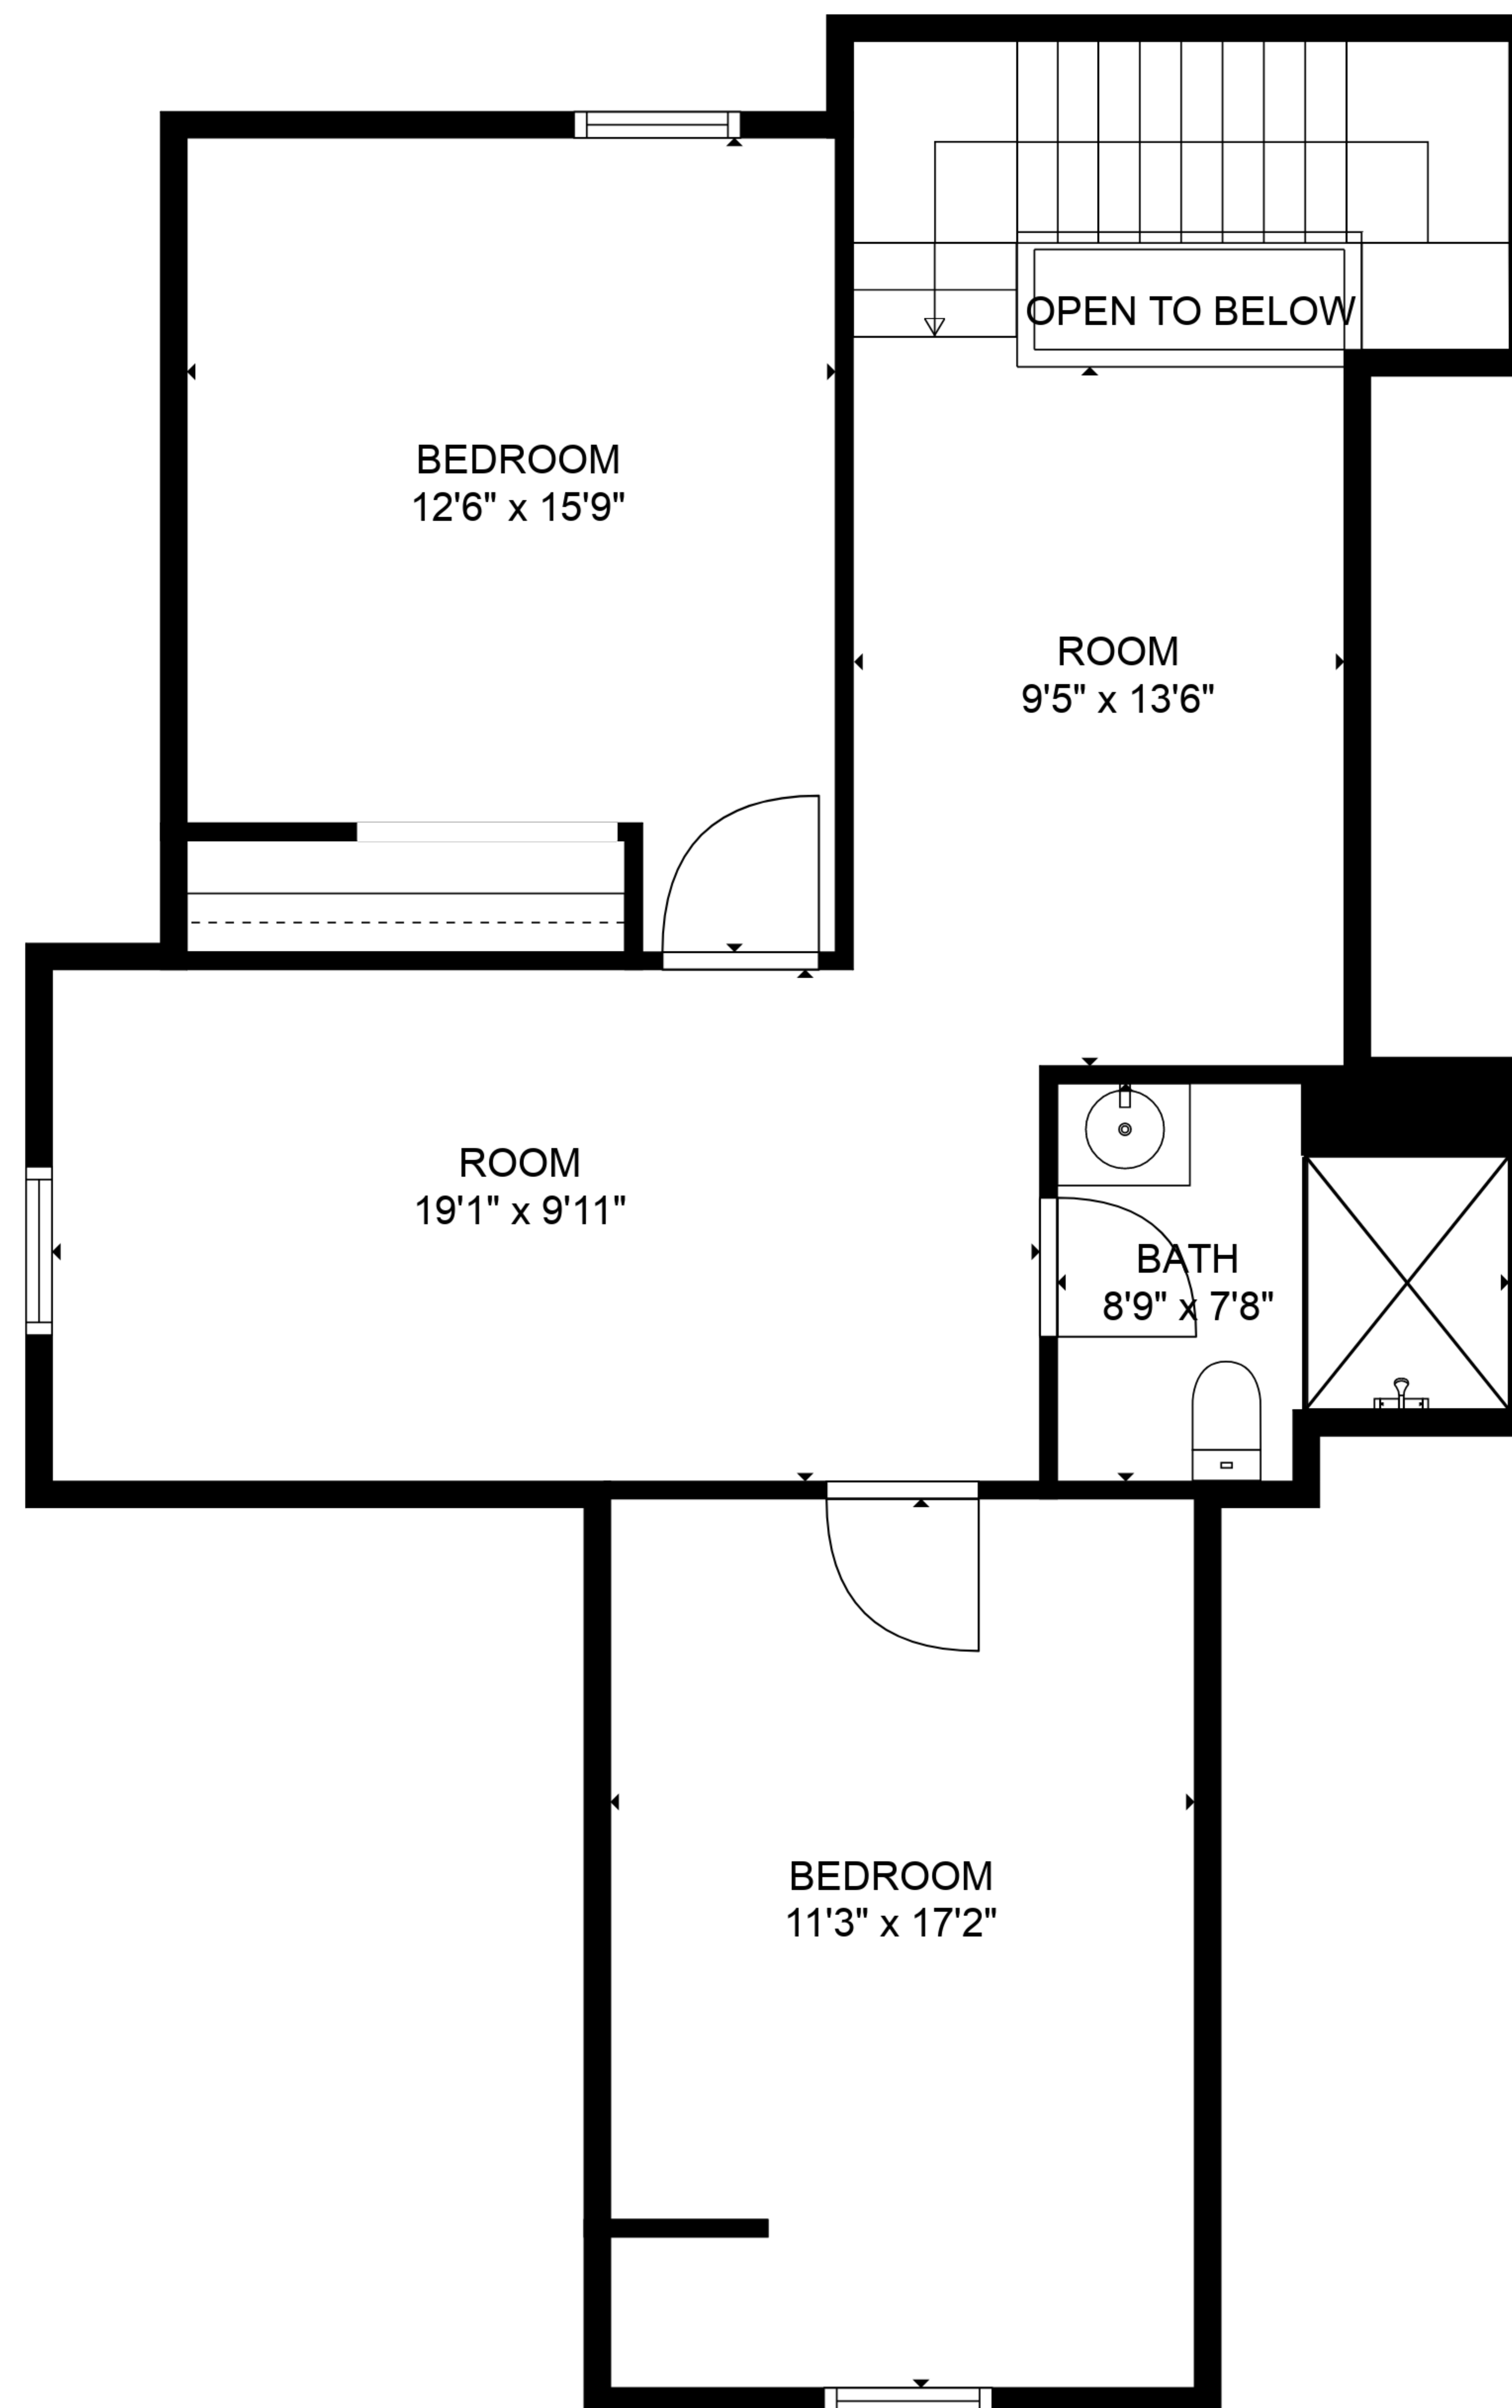 OPEN TO BELOW
BEDROOM
12'6" x 15'9"
ROOM
9'5" x 13'6"
ROOM
19'1" x 9'11"
BATH
8'9" x 7'8"
BEDROOM
11'3" x 17'2"